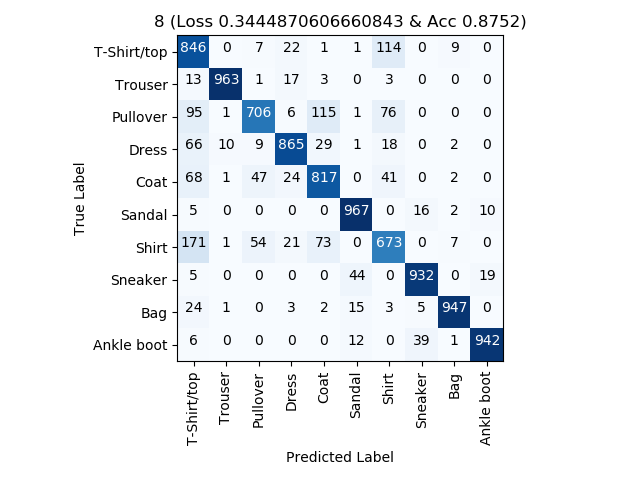 8 (Loss 0.3444870606660843 & Acc 0.8752)
T-Shirt/top 846 0 7 22 1 1 114 0 9 0
Trouser 13 963 1 17 3 0 3 0 0 0
Pullover 95 1 706 6 115 1 76 0 0 0
Dress 66 10 9 865 29 1 18 0 2 0
Coat 68 1 47 24 817 0 41 0 2 0
Sandal 5 0 0 0 0 967 0 16 2 10
Shirt 171 1 54 21 73 0 673 0 7 0
Sneaker 5 0 0 0 0 44 0 932 0 19
Bag 24 1 0 3 2 15 3 5 947 0
Ankle boot 6 0 0 0 0 12 0 39 1 942
True Label
T-Shirt/top Trouser Pullover Dress Coat Sandal Shirt Sneaker Bag Ankle boot
Predicted Label